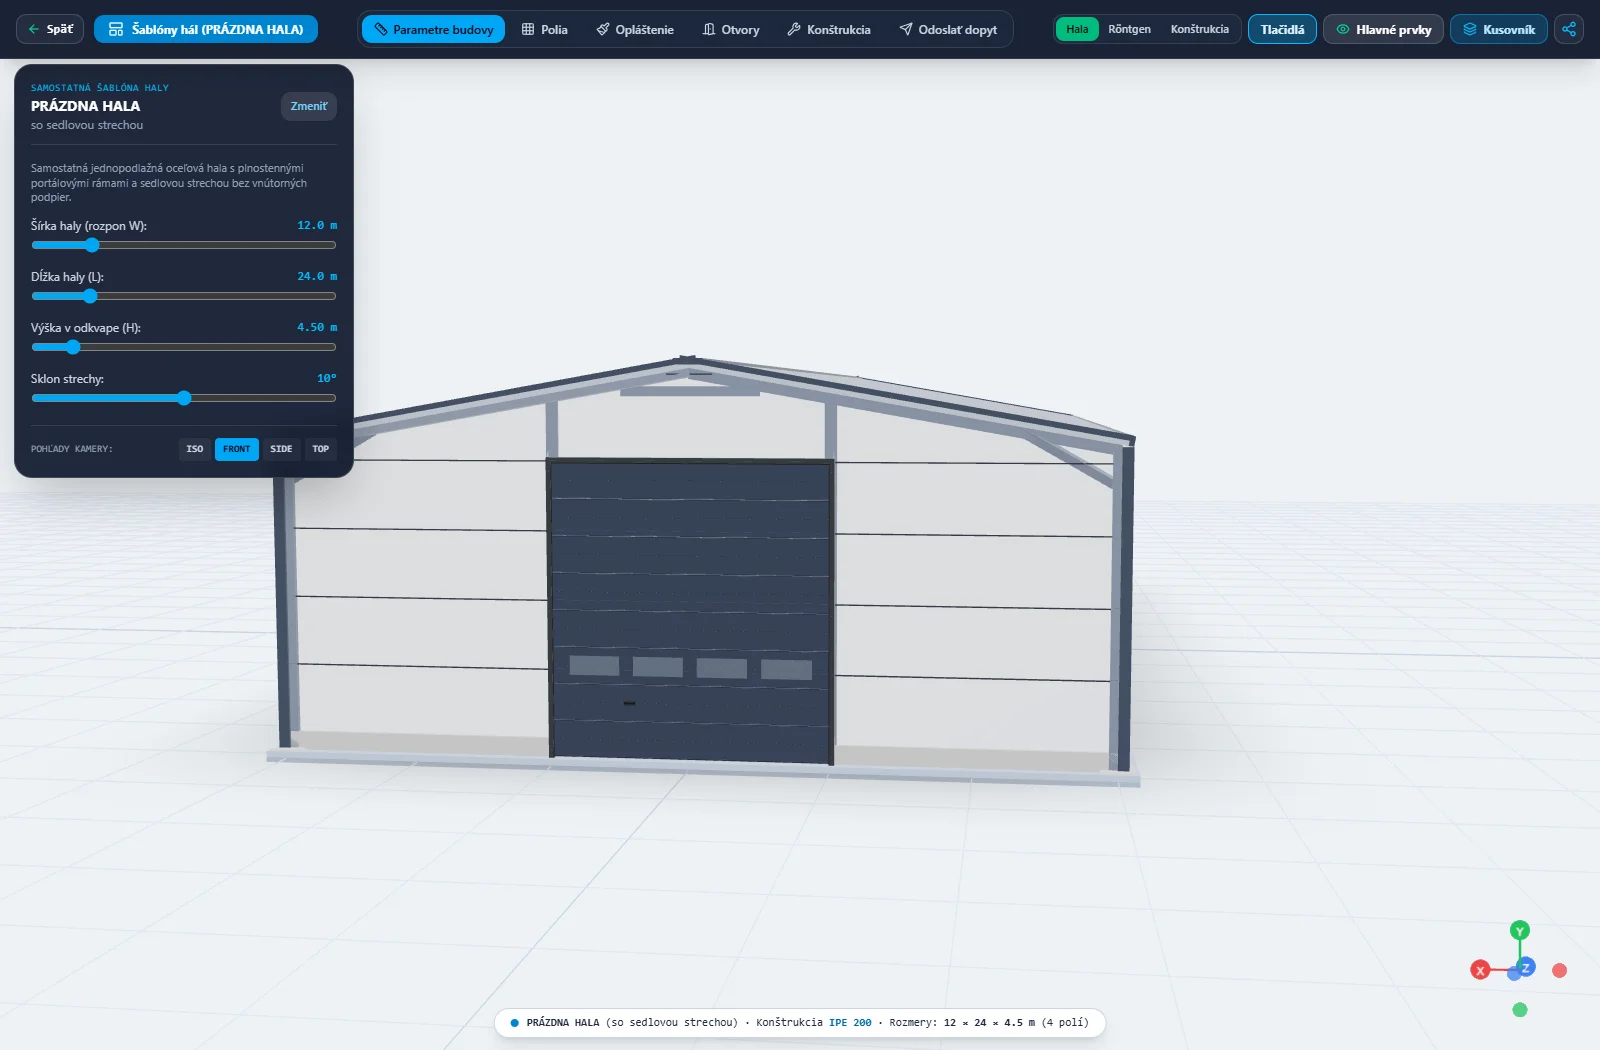 Späť
Šablóny hál (PRÁZDNA HALA)
Parametre budovy
Polia
Opláštenie
Otvory
Konštrukcia
Odoslať dopyt
Hala
Röntgen
Konštrukcia
Tlačidlá
Hlavné prvky
Kusovník
SAMOSTATNÁ ŠABLÓNA HALY
PRÁZDNA HALA
so sedlovou strechou
Zmeniť
Samostatná jednopodlažná oceľová hala s plnostennými
portálovými rámami a sedlovou strechou bez vnútorných
podpier.
Šírka haly (rozpon W): 12.0 m
Dĺžka haly (L): 24.0 m
Výška v odkvape (H): 4.50 m
Sklon strechy: 10°
POHĽADY KAMERY: ISO FRONT SIDE TOP
Y
X
Z
PRÁZDNA HALA (so sedlovou strechou) · Konštrukcia IPE 200 · Rozmery: 12 × 24 × 4.5 m (4 polí)